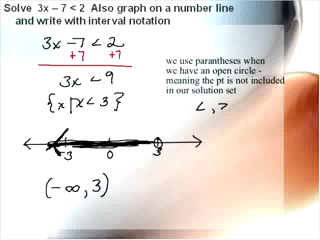 Solve 3x – 7 < 2 Also graph on a number line
and write with interval notation
3x -7 < 2
+7 +7
3x < 9
{x|x < 3}
we use parantheses when
we have an open circle -
meaning the pt is not included
in our solution set
<, >
-3 0 3
(-∞, 3)